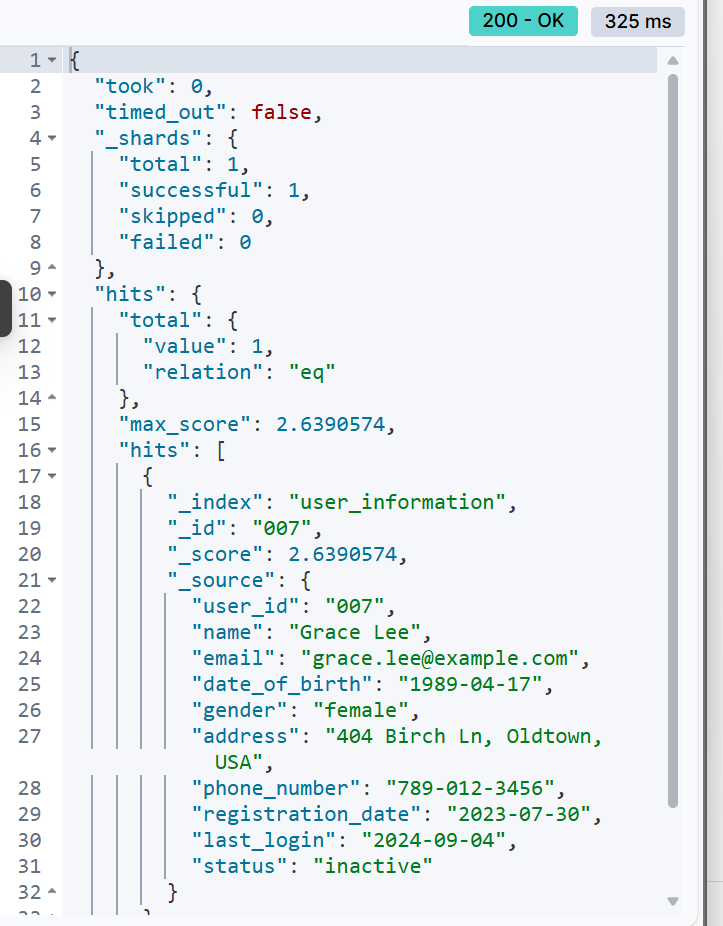 200 - OK 325 ms
1 {
2 "took": 0,
3 "timed_out": false,
4 "_shards": {
5 "total": 1,
6 "successful": 1,
7 "skipped": 0,
8 "failed": 0
9 },
10 "hits": {
11 "total": {
12 "value": 1,
13 "relation": "eq"
14 },
15 "max_score": 2.6390574,
16 "hits": [
17 {
18 "_index": "user_information",
19 "_id": "007",
20 "_score": 2.6390574,
21 "_source": {
22 "user_id": "007",
23 "name": "Grace Lee",
24 "email": "grace.lee@example.com",
25 "date_of_birth": "1989-04-17",
26 "gender": "female",
27 "address": "404 Birch Ln, Oldtown,
USA",
28 "phone_number": "789-012-3456",
29 "registration_date": "2023-07-30",
30 "last_login": "2024-09-04",
31 "status": "inactive"
32 }